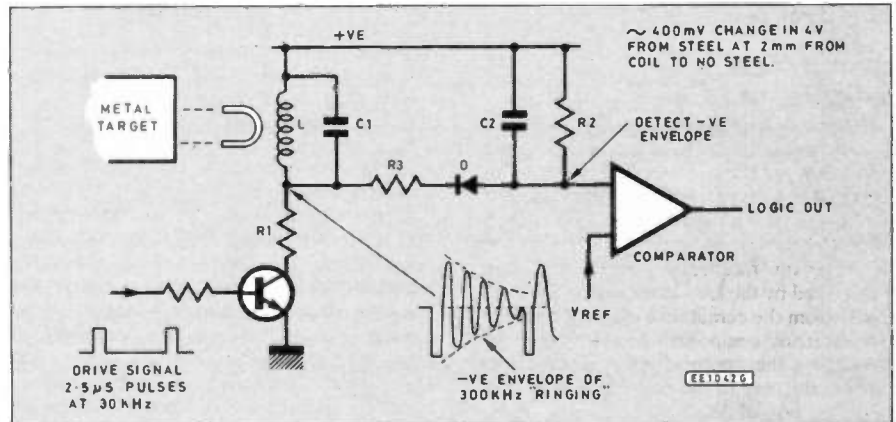 +VE
∼ 400mV CHANGE IN 4V
FROM STEEL AT 2mm FROM
COIL TO NO STEEL.
METAL
TARGET
L
C1
C2
R2
DETECT -VE
ENVELOPE
R3
D
R1
LOGIC OUT
COMPARATOR
VREF
DRIVE SIGNAL
2·5µS PULSES
AT 30kHz
-VE ENVELOPE OF
300KHz "RINGING"
EE1042G